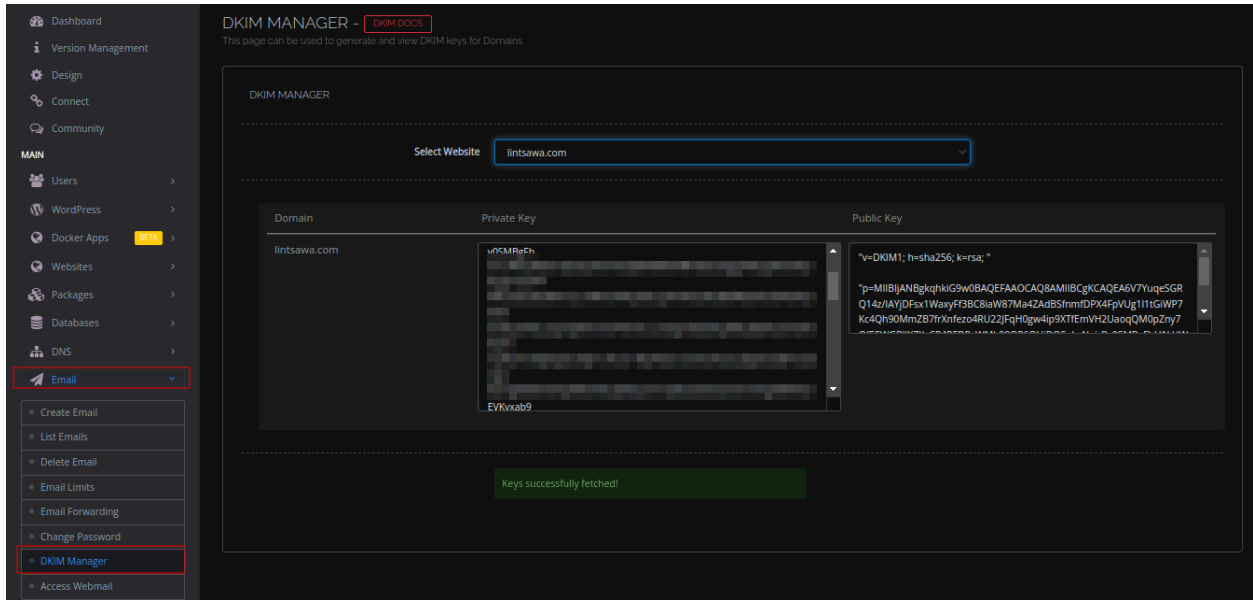 Dashboard
Version Management
Design
Connect
Community
MAIN
Users
WordPress
Docker Apps BETA
Websites
Packages
Databases
DNS
Email
Create Email
List Emails
Delete Email
Email Limits
Email Forwarding
Change Password
DKIM Manager
Access Webmail
DKIM MANAGER - DKIM DOCS
This page can be used to generate and view DKIM keys for Domains
DKIM MANAGER
Select Website lintsawa.com
Domain Private Key Public Key
lintsawa.com
EVKvxab9
"v=DKIM1; h=sha256; k=rsa; "
"p=MIIBIjANBgkqhkiG9w0BAQEFAAOCAQ8AMIIBCgKCAQEA6V7YuqeSGR
Keys successfully fetched!